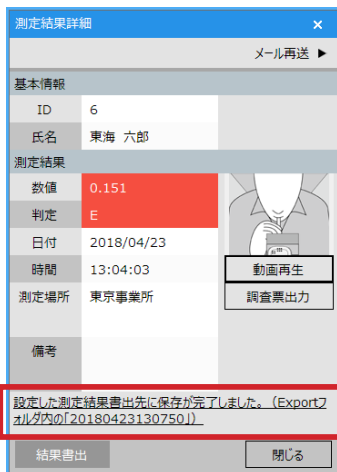 測定結果詳細 ×
メール再送 ▶
基本情報
ID 6
氏名 東海 六郎
測定結果
数値 0.151
判定 E
日付 2018/04/23
時間 13:04:03
動画再生
測定場所 東京事業所
調査票出力
備考
設定した測定結果書出先に保存が完了しました。(Exportフ
ォルダ内の「20180423130750」)
結果書出 閉じる